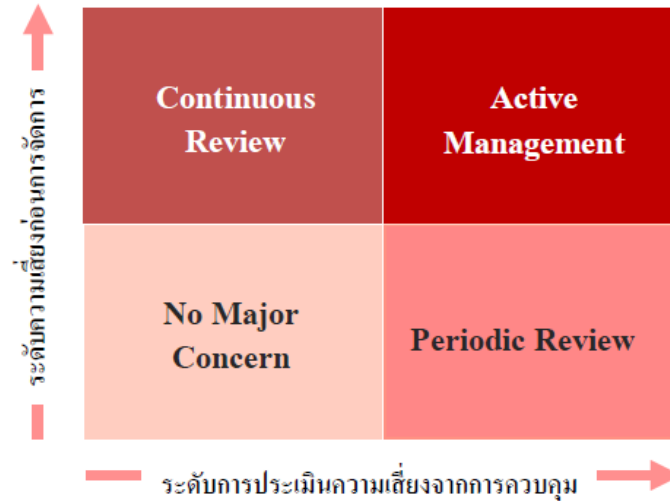 ระดับความเสี่ยงก่อนการจัดการ
Continuous
Review
Active
Management
No Major
Concern
Periodic Review
ระดับการประเมินความเสี่ยงจากการควบคุม